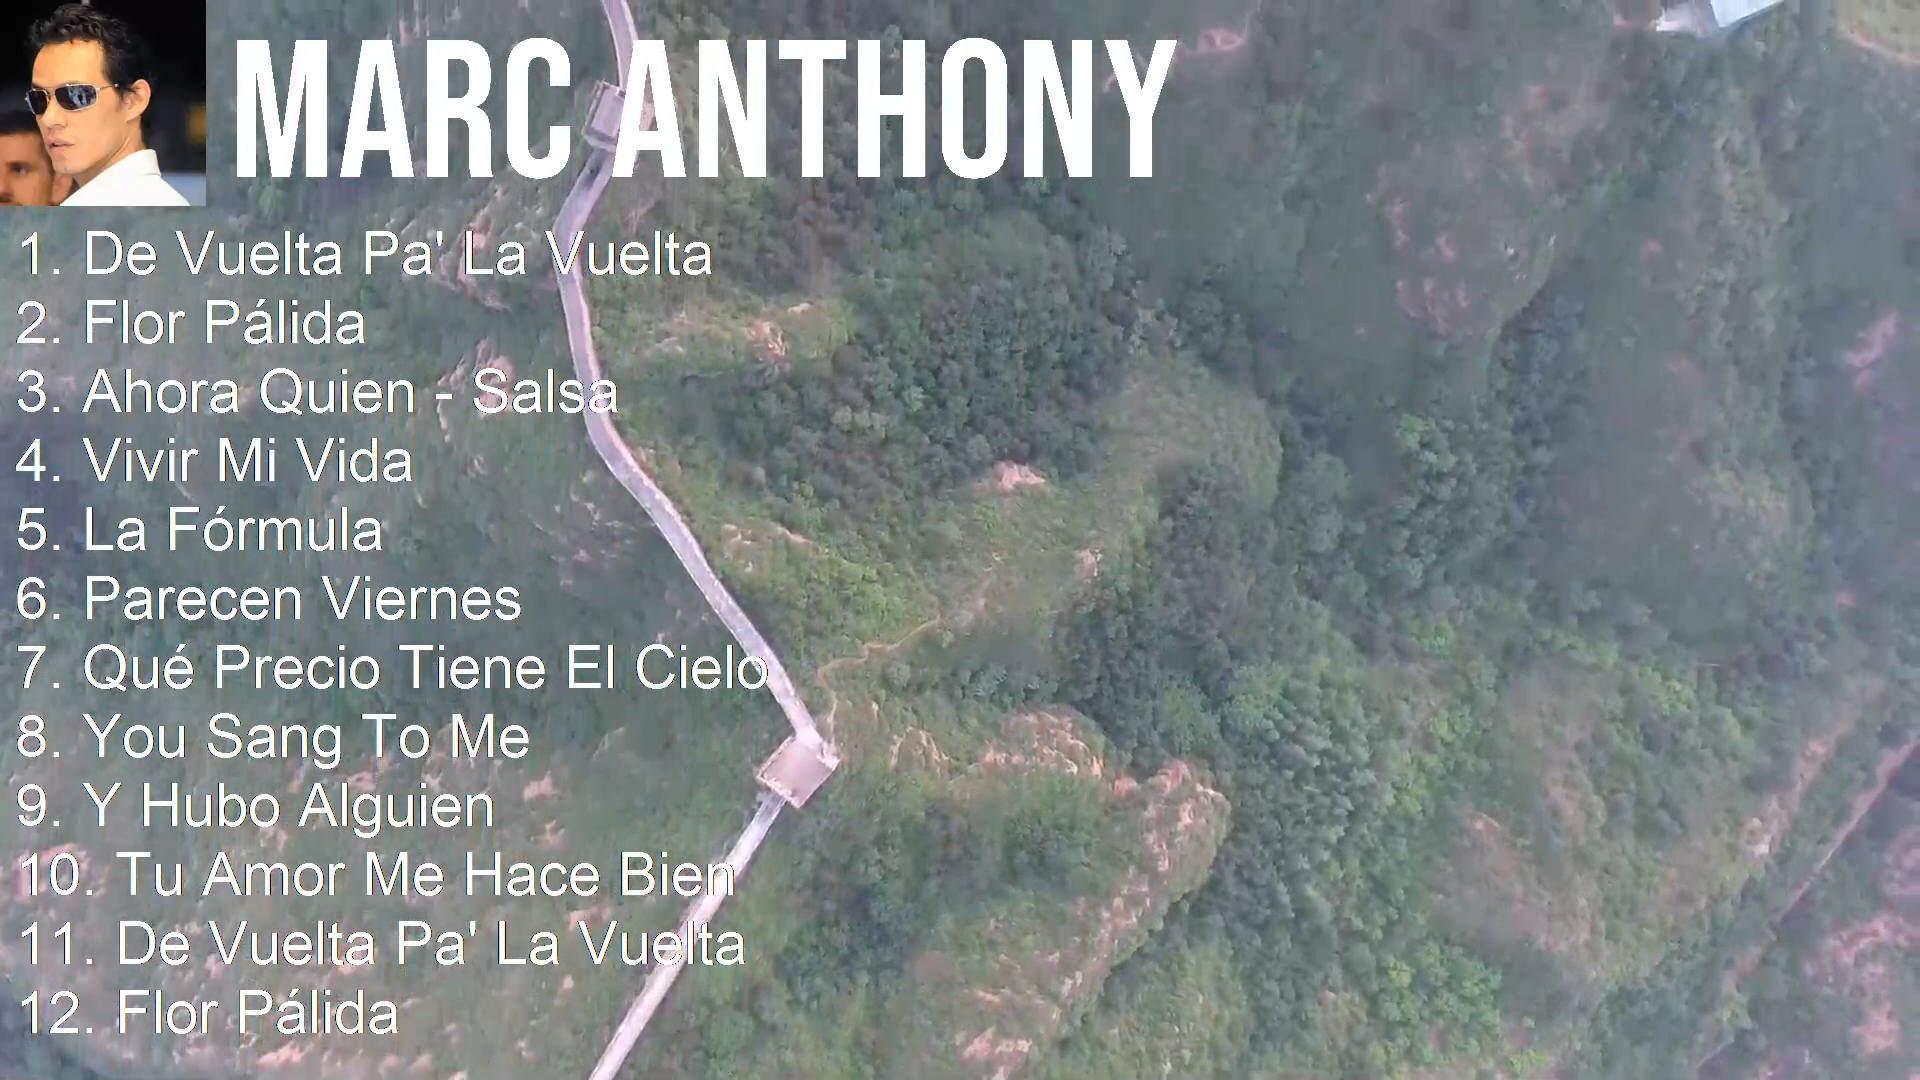 MARC ANTHONY
1. De Vuelta Pa' La Vuelta
2. Flor Pálida
3. Ahora Quien - Salsa
4. Vivir Mi Vida
5. La Fórmula
6. Parecen Viernes
7. Qué Precio Tiene El Cielo
8. You Sang To Me
9. Y Hubo Alguien
10. Tu Amor Me Hace Bien
11. De Vuelta Pa' La Vuelta
12. Flor Pálida